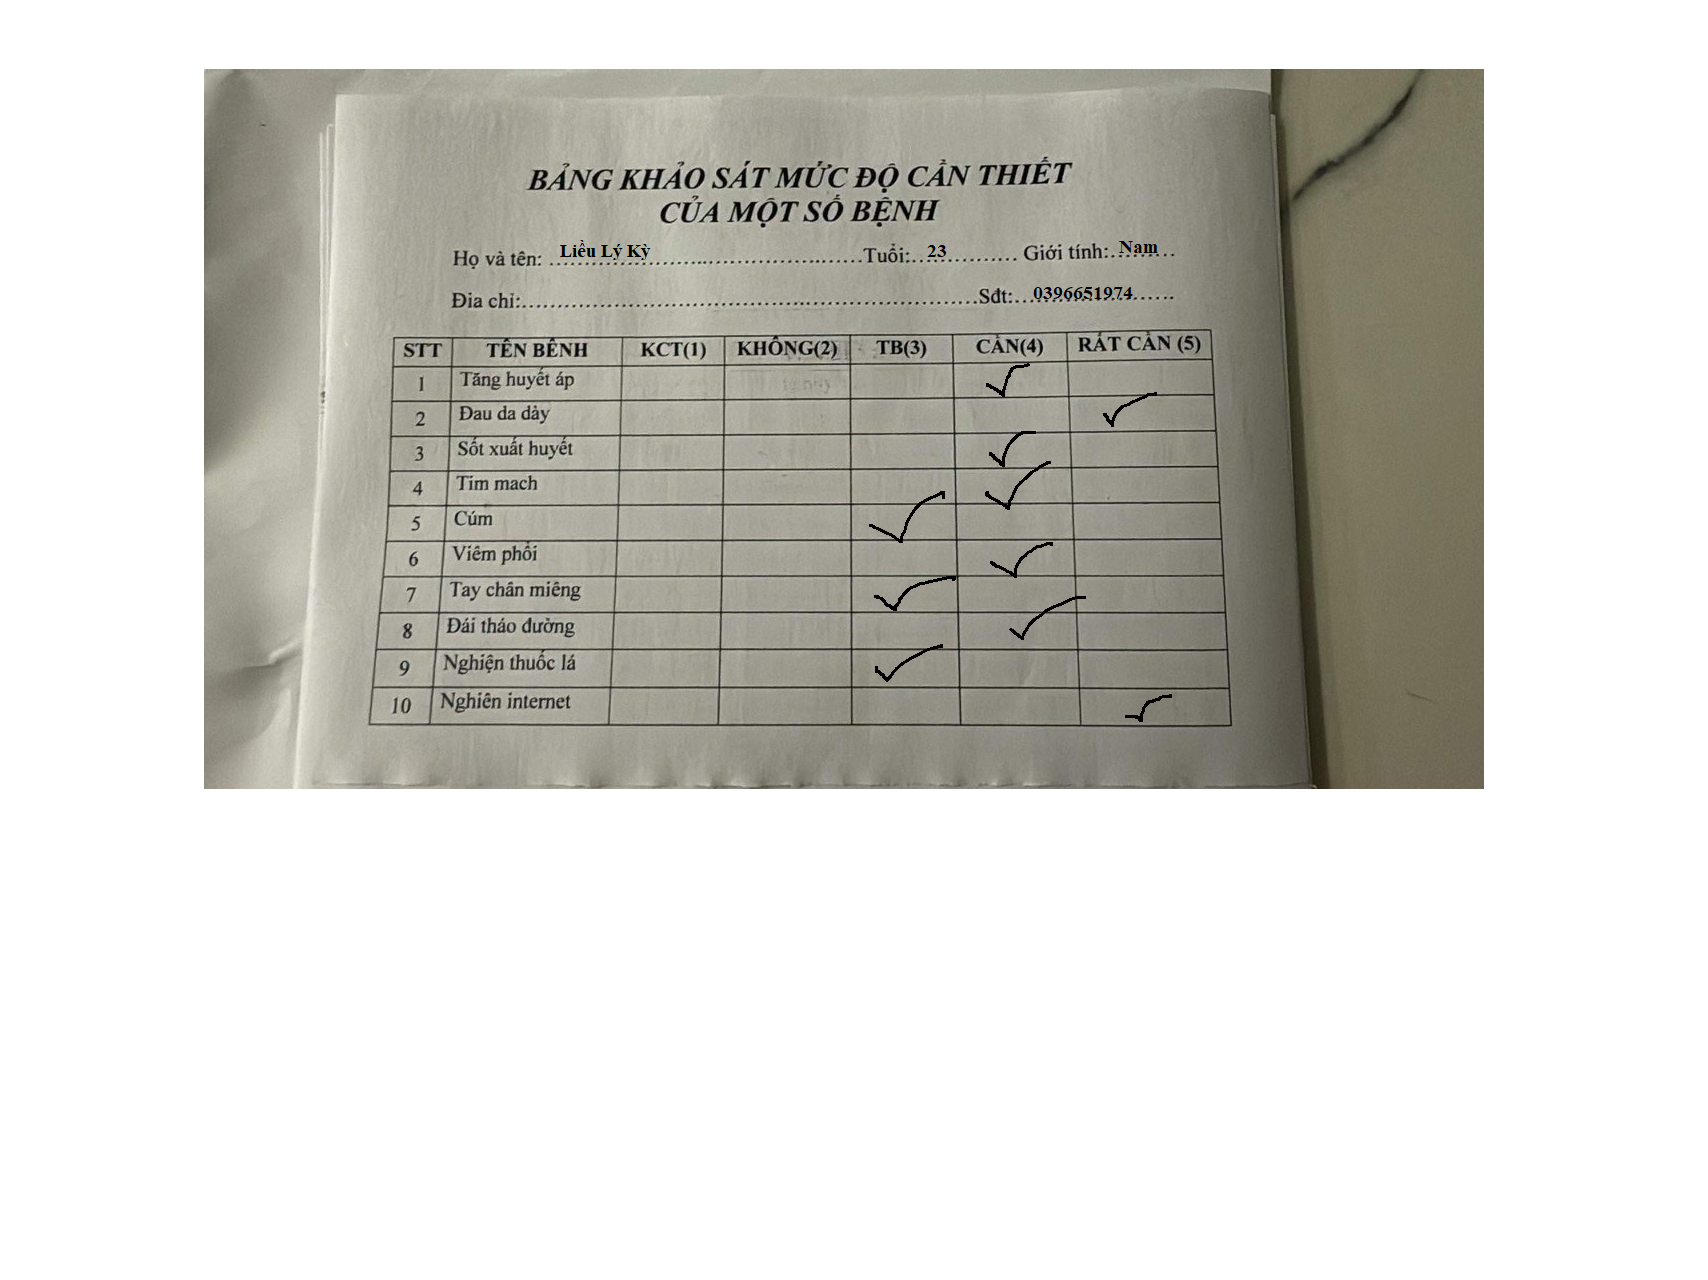 BẢNG KHẢO SÁT MỨC ĐỘ CẦN THIẾT
CỦA MỘT SỐ BỆNH
Họ và tên: Liều Lý Kỳ Tuổi: 23 Giới tính: Nam
Đia chỉ: Sđt: 0396651974
STT TÊN BỆNH KCT(1) KHÔNG(2) TB(3) CẦN(4) RẤT CẦN (5)
1 Tăng huyết áp ✓
2 Đau da dày ✓
3 Sốt xuất huyết ✓
4 Tim mach ✓
5 Cúm ✓
6 Viêm phổi ✓
7 Tay chân miêng ✓
8 Đái tháo đường ✓
9 Nghiện thuốc lá ✓
10 Nghiên internet ✓